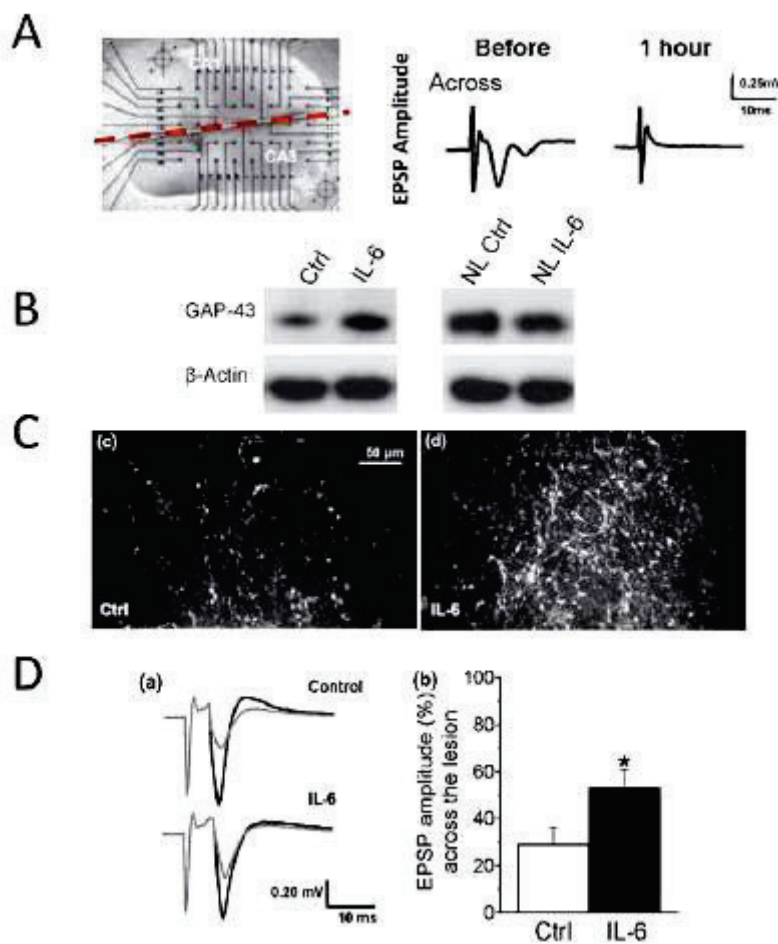 A
CA1
CA3
Before
1 hour
Across
0.25mV
10ms
EPSP Amplitude
Ctrl
IL-6
NL Ctrl
NL IL-6
B
GAP-43
β-Actin
C
(c)
50 µm
Ctrl
(d)
IL-6
D
(a)
Control
IL-6
0.20 mV
10 ms
(b)
EPSP amplitude (%)
across the lesion
100
80
60
40
20
0
*
Ctrl
IL-6